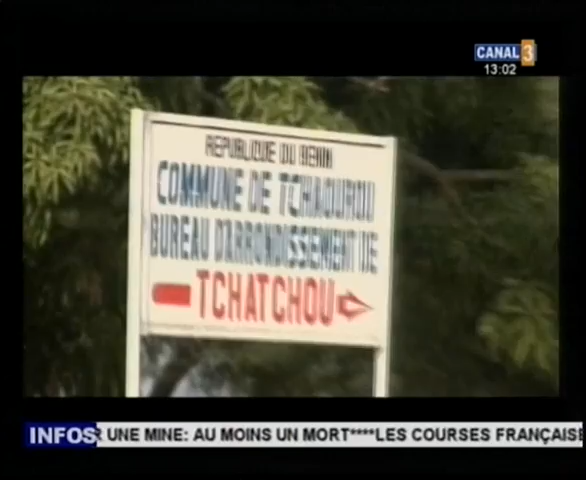 CANAL 3
13:02
REPUBLIQUE DU BENIN
COMMUNE DE TCHAOUROU
BUREAU D'ARRONDISSEMENT DE
TCHATCHOU
INFOS R UNE MINE: AU MOINS UN MORT****LES COURSES FRANÇAISE